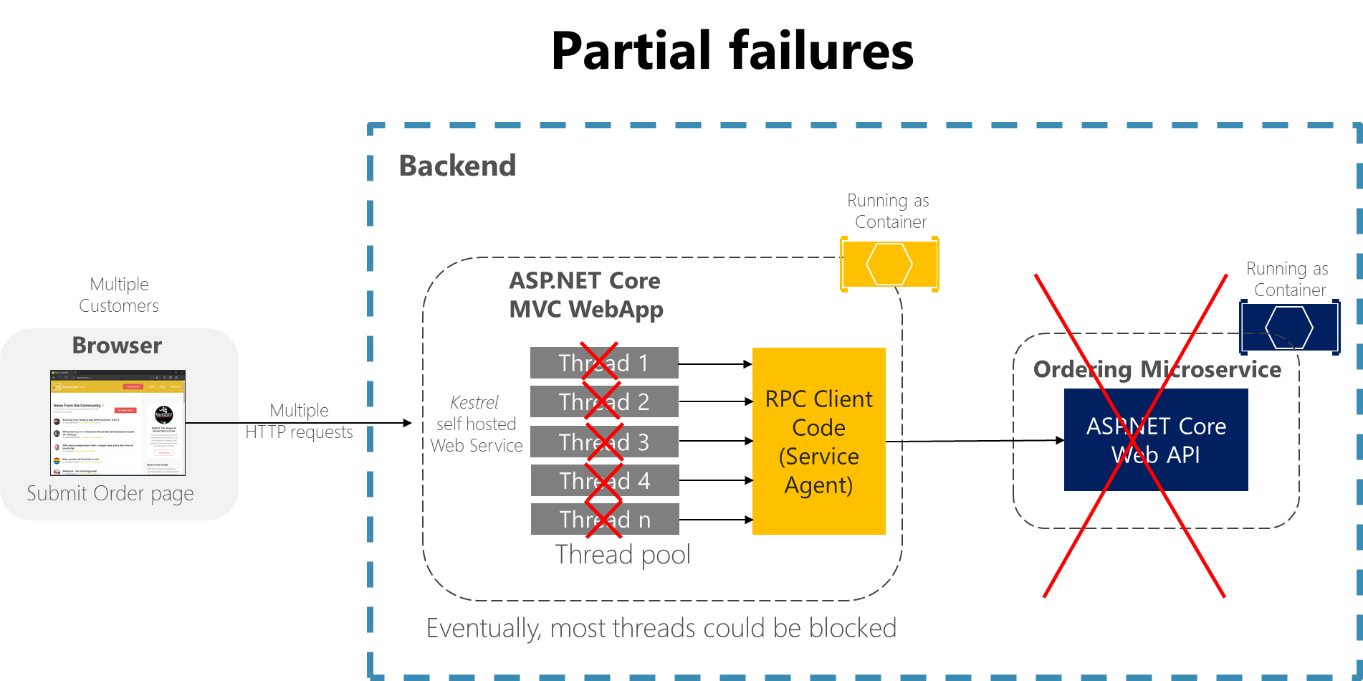 Partial failures
Backend
Running as
Container
Multiple
Customers
Browser
Submit Order page
Multiple
HTTP requests
ASP.NET Core
MVC WebApp
Kestrel
self hosted
Web Service
Thread 1
Thread 2
Thread 3
Thread 4
Thread n
Thread pool
RPC Client
Code
(Service
Agent)
Running as
Container
Ordering Microservice
ASP.NET Core
Web API
Eventually, most threads could be blocked